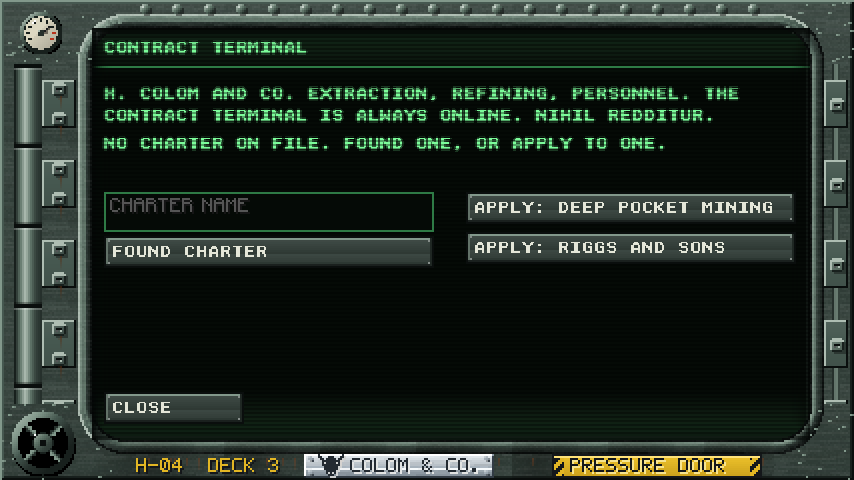 CONTRACT TERMINAL
H. COLOM AND CO. EXTRACTION, REFINING, PERSONNEL. THE
CONTRACT TERMINAL IS ALWAYS ONLINE. NIHIL REDDITUR.
NO CHARTER ON FILE. FOUND ONE, OR APPLY TO ONE.
CHARTER NAME
APPLY: DEEP POCKET MINING
FOUND CHARTER
APPLY: RIGGS AND SONS
CLOSE
H-04 DECK 3
COLOM & CO.
PRESSURE DOOR